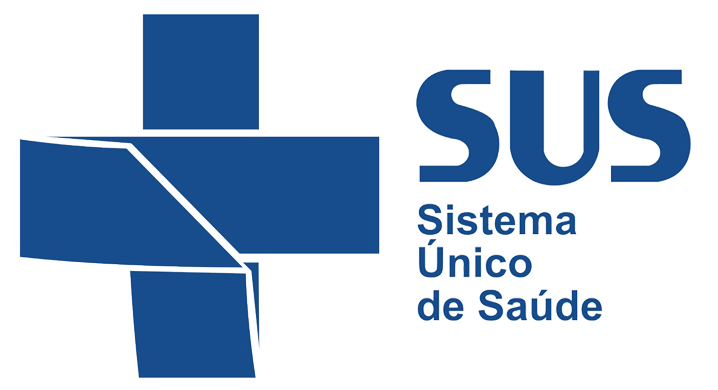 SUS
Sistema
Único
de Saúde